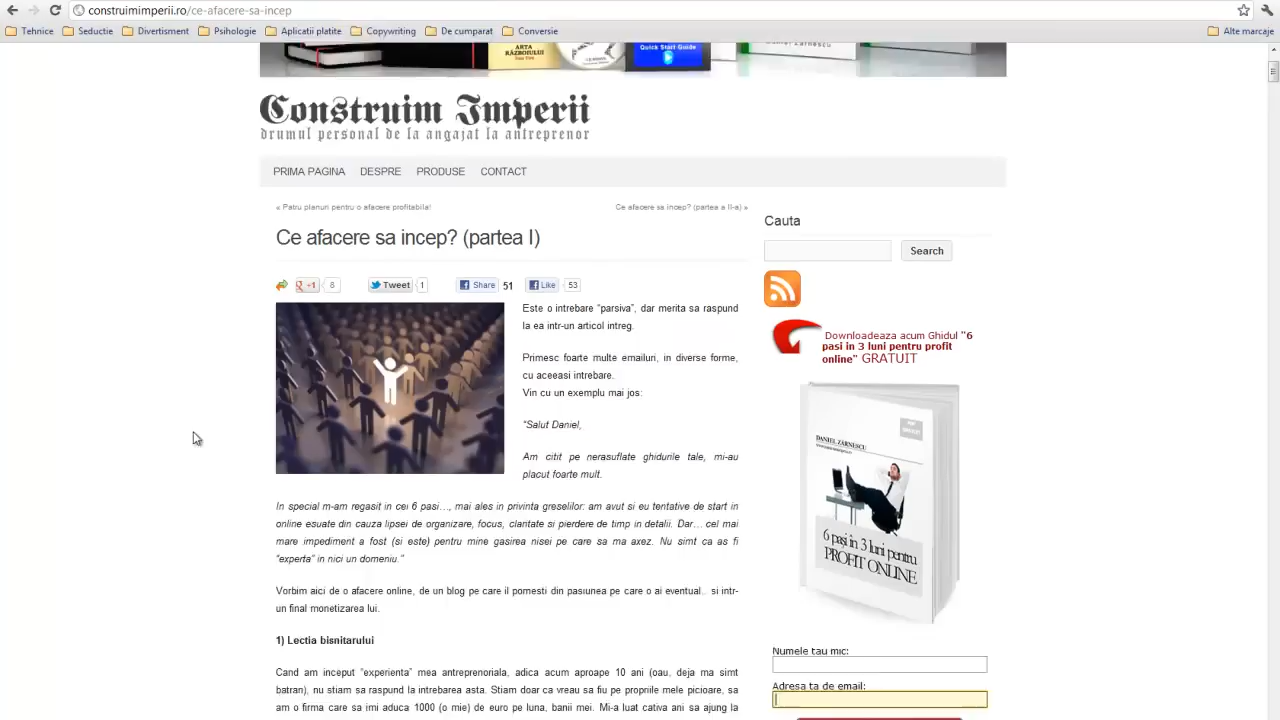 construimimperii.ro/ce-afacere-sa-incep
Tehnice Seductie Divertisment Psihologie Aplicatii platite Copywriting De cumparat Conversie Alte marcaje
ARTA
RĂZBOIULUI
Quick Start Guide
Construim Imperii
drumul personal de la angajat la antreprenor
PRIMA PAGINA DESPRE PRODUSE CONTACT
« Patru planuri pentru o afacere profitabila!
Ce afacere sa incep? (partea a II-a) »
Ce afacere sa incep? (partea I)
+1 8 Tweet 1 Share 51 Like 53
Este o intrebare “parsiva”, dar merita sa raspund
la ea intr-un articol intreg.
Primesc foarte multe emailuri, in diverse forme,
cu aceeasi intrebare.
Vin cu un exemplu mai jos:
“Salut Daniel,
Am citit pe nerasuflate ghidurile tale, mi-au
placut foarte mult.
In special m-am regasit in cei 6 pasi…, mai ales in privinta greselilor: am avut si eu tentative de start in
online esuate din cauza lipsei de organizare, focus, claritate si pierdere de timp in detalii. Dar… cel mai
mare impediment a fost (si este) pentru mine gasirea nisei pe care sa ma axez. Nu simt ca as fi
“experta” in nici un domeniu.”
Vorbim aici de o afacere online, de un blog pe care il pornesti din pasiunea pe care o ai eventual.. si intr-
un final monetizarea lui.
1) Lectia bisnitarului
Cand am inceput “experienta” mea antreprenoriala, adica acum aproape 10 ani (oau, deja ma simt
batran), nu stiam sa raspund la intrebarea asta. Stiam doar ca vreau sa fiu pe propriile mele picioare, sa
am o firma care sa imi aduca 1000 (o mie) de euro pe luna, banii mei. Mi-a luat cativa ani sa ajung la
Cauta
Search
Downloadeaza acum Ghidul "6
pasi in 3 luni pentru profit
online" GRATUIT
DANIEL ZĂRNESCU
6 pași in 3 luni pentru
PROFIT ONLINE
Numele tau mic:
Adresa ta de email: